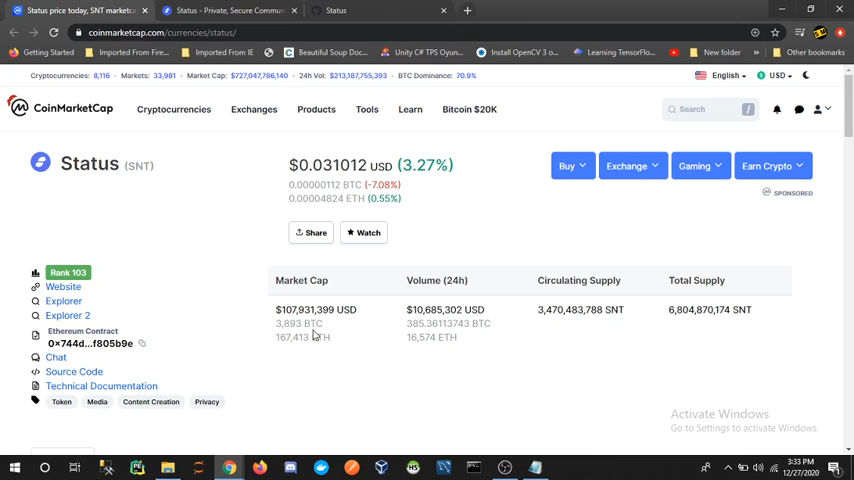 Status price today, SNT marketc
Status - Private, Secure Commun
Status
coinmarketcap.com/currencies/status/
Getting Started
Imported From Fire...
Imported From IE
Beautiful Soup Doc...
Unity C# TPS Oyun...
Install OpenCV 3 o...
Learning TensorFlo...
New folder
Other bookmarks
Cryptocurrencies: 8,116
Markets: 33,981
Market Cap: $727,047,786,140
24h Vol: $213,187,755,393
BTC Dominance: 70.9%
English
USD
CoinMarketCap
Cryptocurrencies
Exchanges
Products
Tools
Learn
Bitcoin $20K
Search
/
Status (SNT)
$0.031012 USD (3.27%)
0.00000112 BTC (-7.08%)
0.00004824 ETH (0.55%)
Buy
Exchange
Gaming
Earn Crypto
SPONSORED
Share
Watch
Rank 103
Website
Explorer
Explorer 2
Ethereum Contract
0×744d...f805b9e
Chat
Source Code
Technical Documentation
Token
Media
Content Creation
Privacy
Market Cap
Volume (24h)
Circulating Supply
Total Supply
$107,931,399 USD
$10,685,302 USD
3,470,483,788 SNT
6,804,870,174 SNT
3,893 BTC
385.36113743 BTC
167,413 ETH
16,574 ETH
Activate Windows
Go to Settings to activate Windows.
3:33 PM
12/27/2020